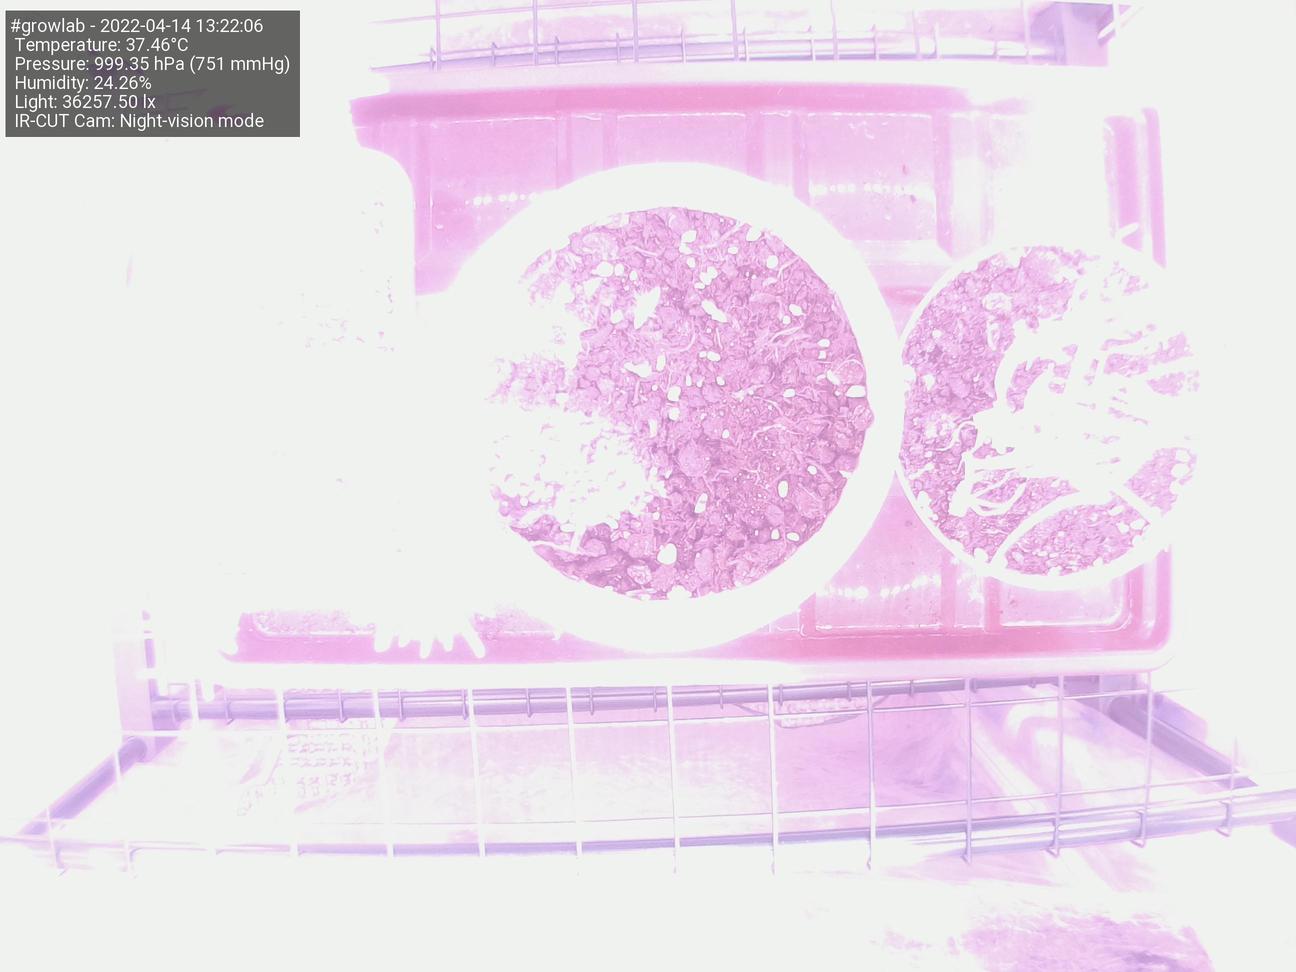 #growlab - 2022-04-14 13:22:06
Temperature: 37.46°C
Pressure: 999.35 hPa (751 mmHg)
Humidity: 24.26%
Light: 36257.50 lx
IR-CUT Cam: Night-vision mode